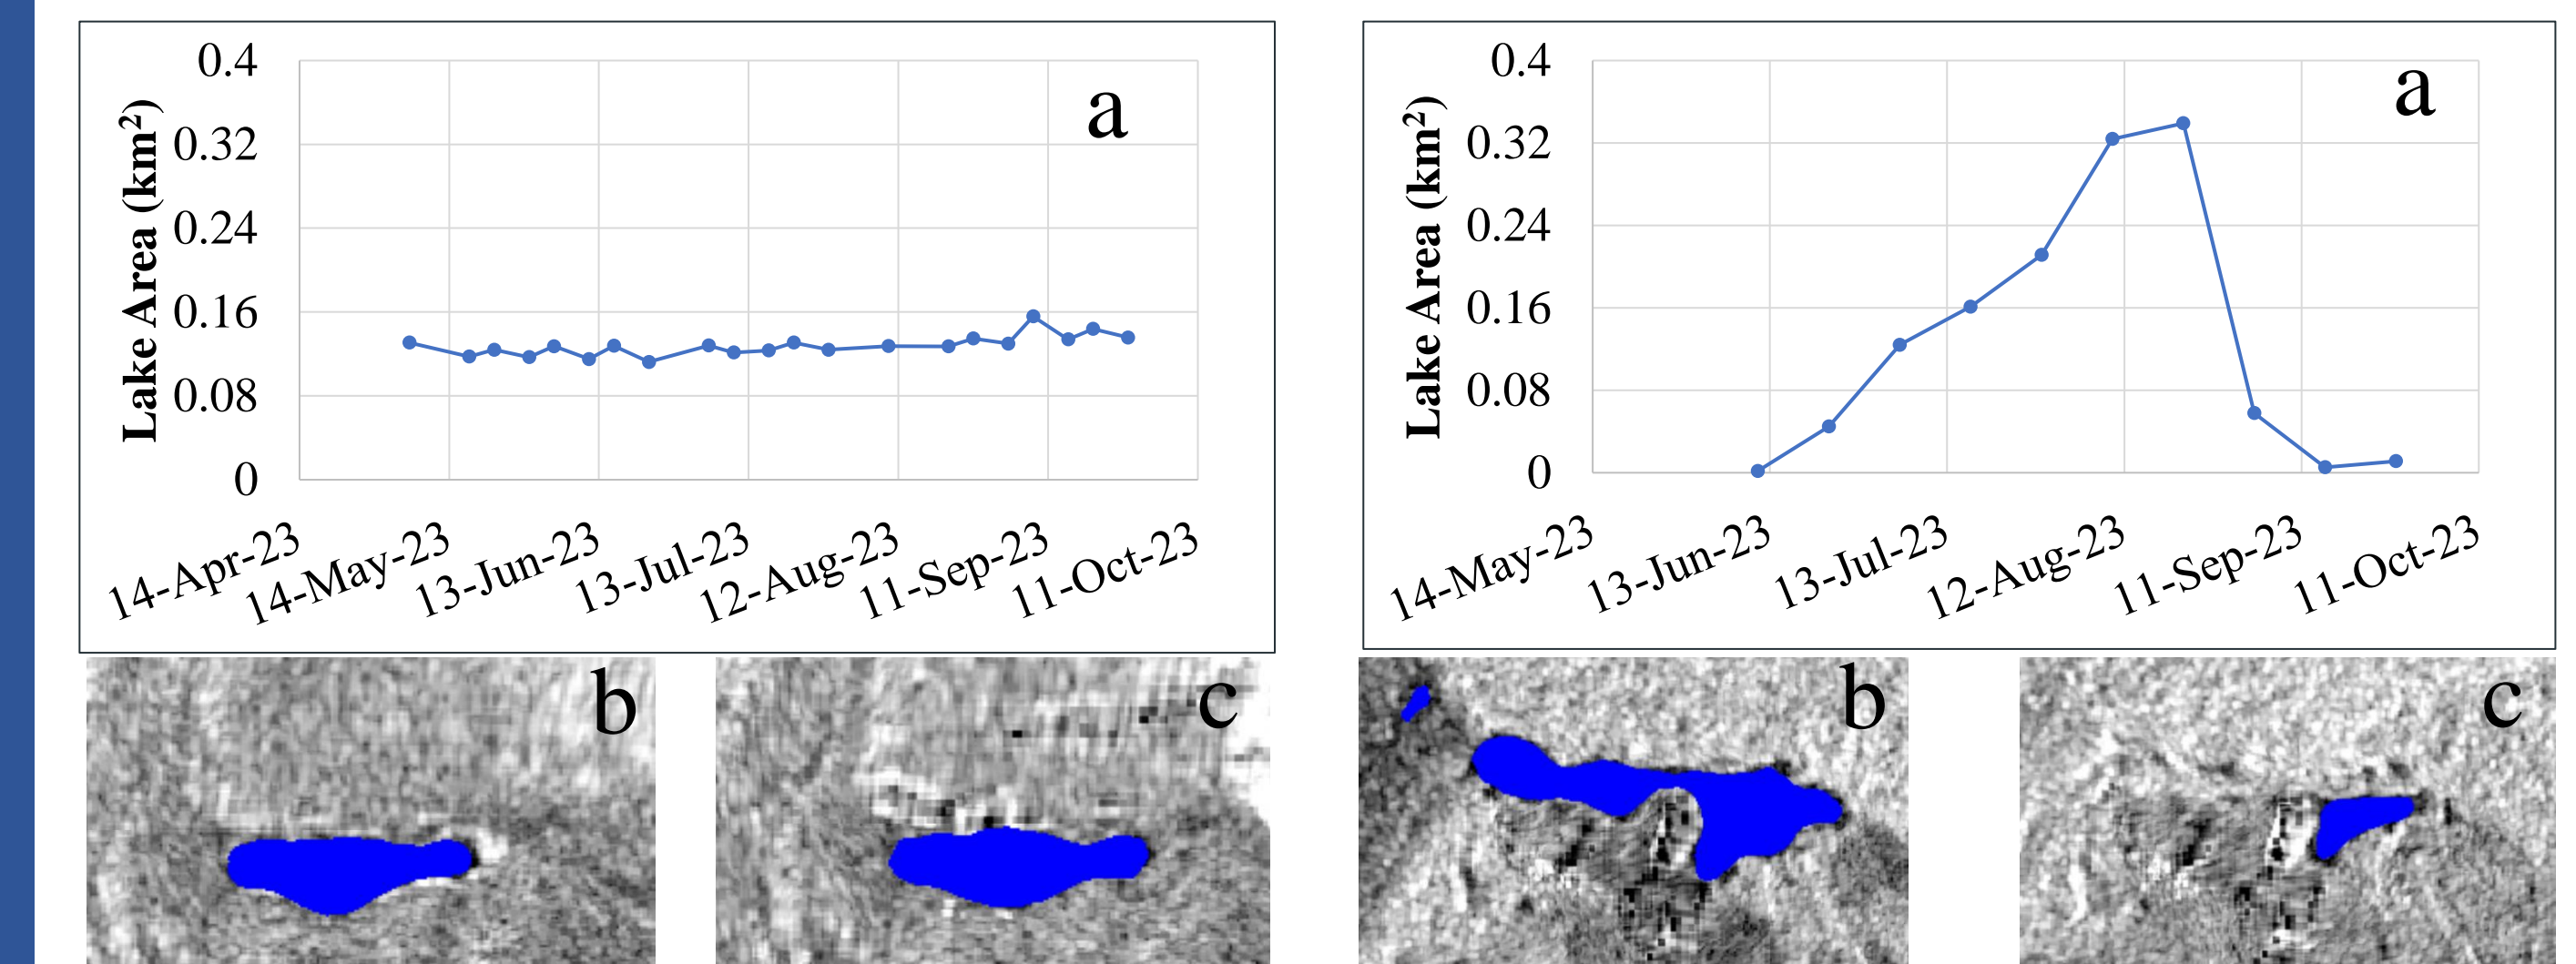 Lake Area (km²)
0.4
0.32
0.24
0.16
0.08
0
14-Apr-23
14-May-23
13-Jun-23
13-Jul-23
12-Aug-23
11-Sep-23
11-Oct-23
a
Lake Area (km²)
0.4
0.32
0.24
0.16
0.08
0
14-May-23
13-Jun-23
13-Jul-23
12-Aug-23
11-Sep-23
11-Oct-23
a
b
c
b
c